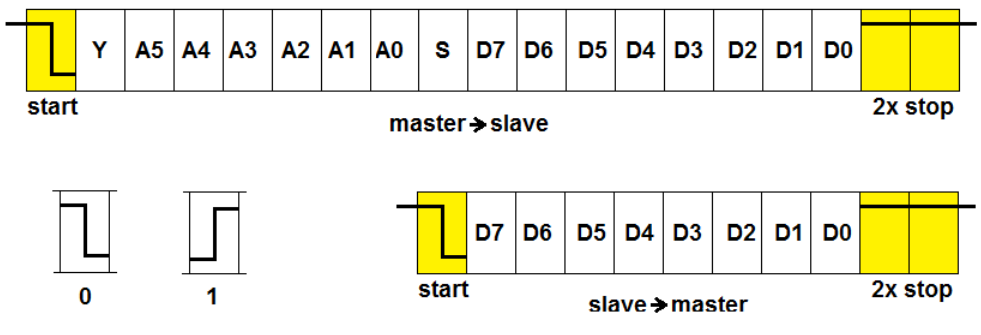 Y A5 A4 A3 A2 A1 A0 S D7 D6 D5 D4 D3 D2 D1 D0
start 2x stop
master→slave
D7 D6 D5 D4 D3 D2 D1 D0
0 1 start 2x stop
slave→master